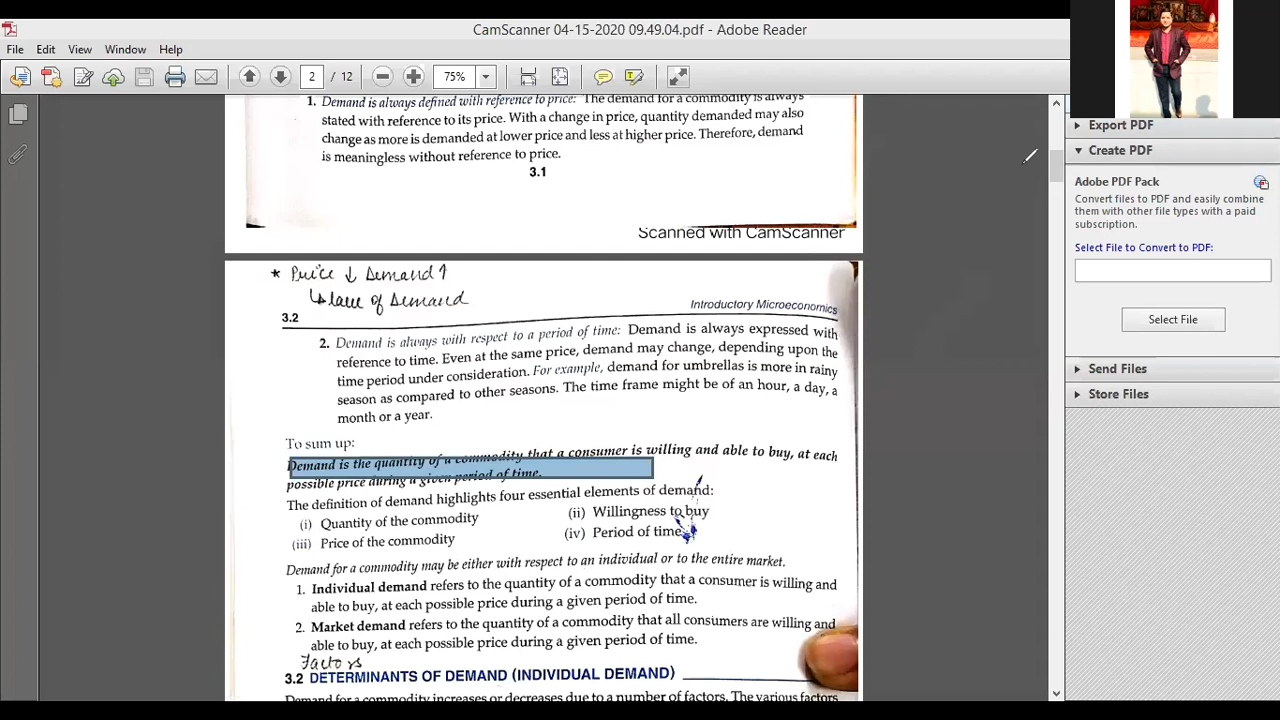 CamScanner 04-15-2020 09.49.04.pdf - Adobe Reader
File Edit View Window Help
2 / 12
75%
Export PDF
Create PDF
Adobe PDF Pack
Convert files to PDF and easily combine
them with other file types with a paid
subscription.
Select File to Convert to PDF:
Select File
Send Files
Store Files
1. Demand is always defined with reference to price: The demand for a commodity is always
stated with reference to its price. With a change in price, quantity demanded may also
change as more is demanded at lower price and less at higher price. Therefore, demand
is meaningless without reference to price.
3.1
Scanned with CamScanner
* Price ↓ Demand ↑
↳ law of Demand
Introductory Microeconomics
3.2
2. Demand is always with respect to a period of time: Demand is always expressed with
reference to time. Even at the same price, demand may change, depending upon the
time period under consideration. For example, demand for umbrellas is more in rainy
season as compared to other seasons. The time frame might be of an hour, a day, a
month or a year.
To sum up:
Demand is the quantity of a commodity that a consumer is willing and able to buy, at each
possible price during a given period of time.
The definition of demand highlights four essential elements of demand:
(i) Quantity of the commodity (ii) Willingness to buy
(iii) Price of the commodity (iv) Period of time
Demand for a commodity may be either with respect to an individual or to the entire market.
1. Individual demand refers to the quantity of a commodity that a consumer is willing and
able to buy, at each possible price during a given period of time.
2. Market demand refers to the quantity of a commodity that all consumers are willing and
able to buy, at each possible price during a given period of time.
Factors
3.2 DETERMINANTS OF DEMAND (INDIVIDUAL DEMAND)
Demand for a commodity increases or decreases due to a number of factors. The various factors